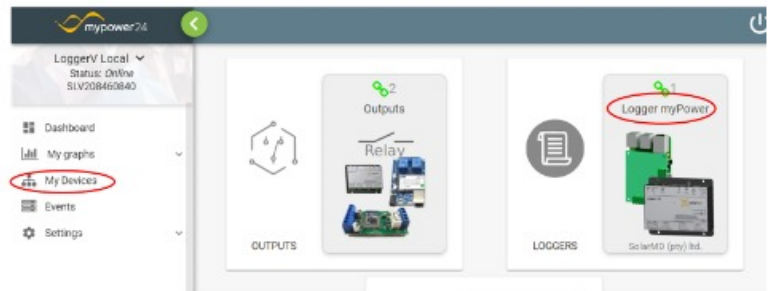 mypower24
LoggerV Local
Status: Online
SLV208460840
Dashboard
My graphs
My Devices
Events
Settings
2
Outputs
Relay
OUTPUTS
1
Logger myPower
LOGGERS
SolarMD (pty) ltd.